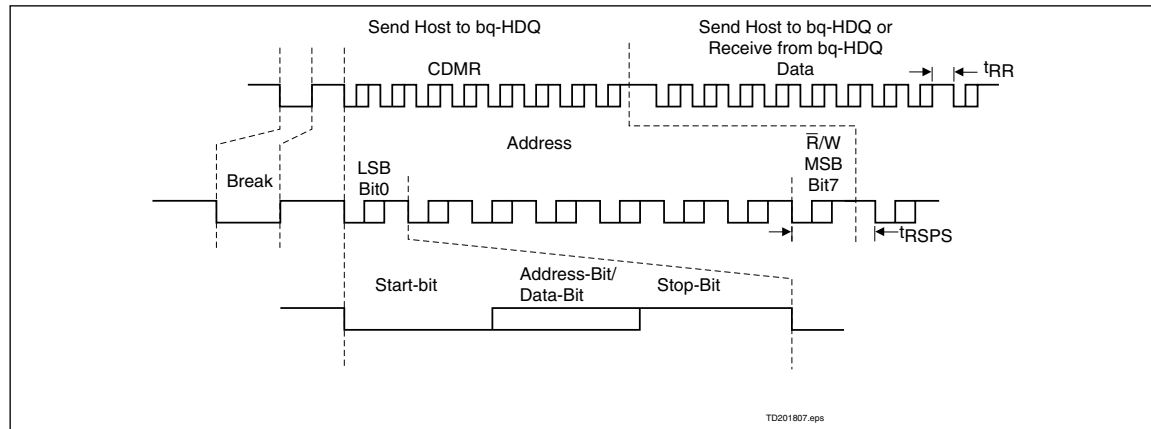 Send Host to bq-HDQ
Send Host to bq-HDQ or
Receive from bq-HDQ
CDMR
Data
tRR
Address
R̅/W
MSB
Bit7
Break
LSB
Bit0
tRSPS
Start-bit
Address-Bit/
Data-Bit
Stop-Bit
TD201807.eps